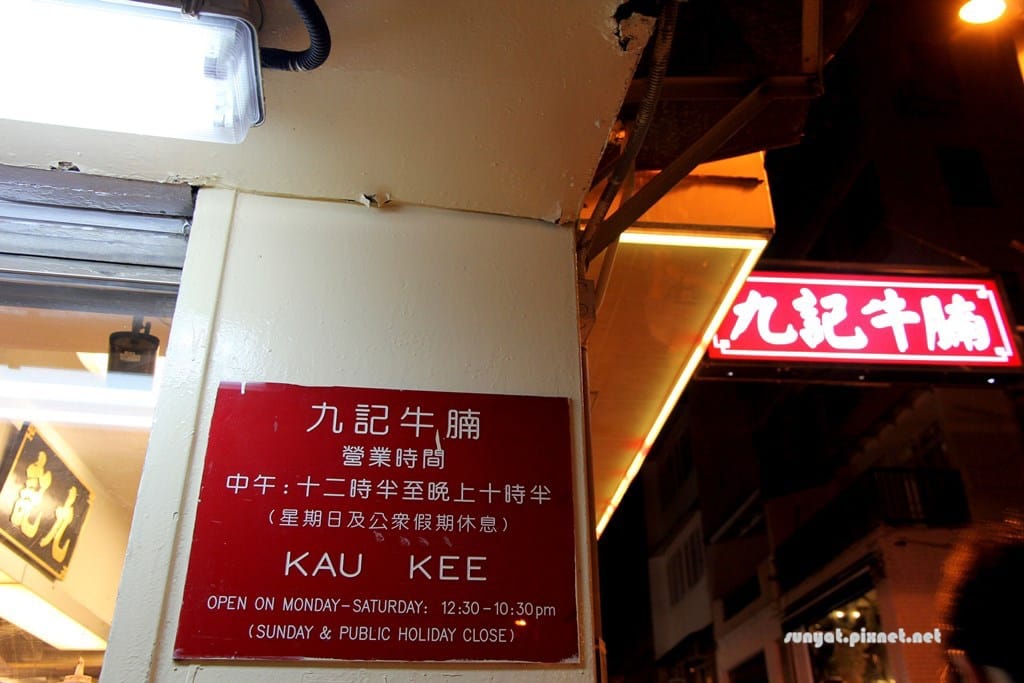 九記牛腩
九記牛腩
營業時間
中午：十二時半至晚上十時半
（星期日及公衆假期休息）
KAU KEE
OPEN ON MONDAY-SATURDAY: 12:30-10:30pm
(SUNDAY & PUBLIC HOLIDAY CLOSE)
九記
sunyat.pixnet.net